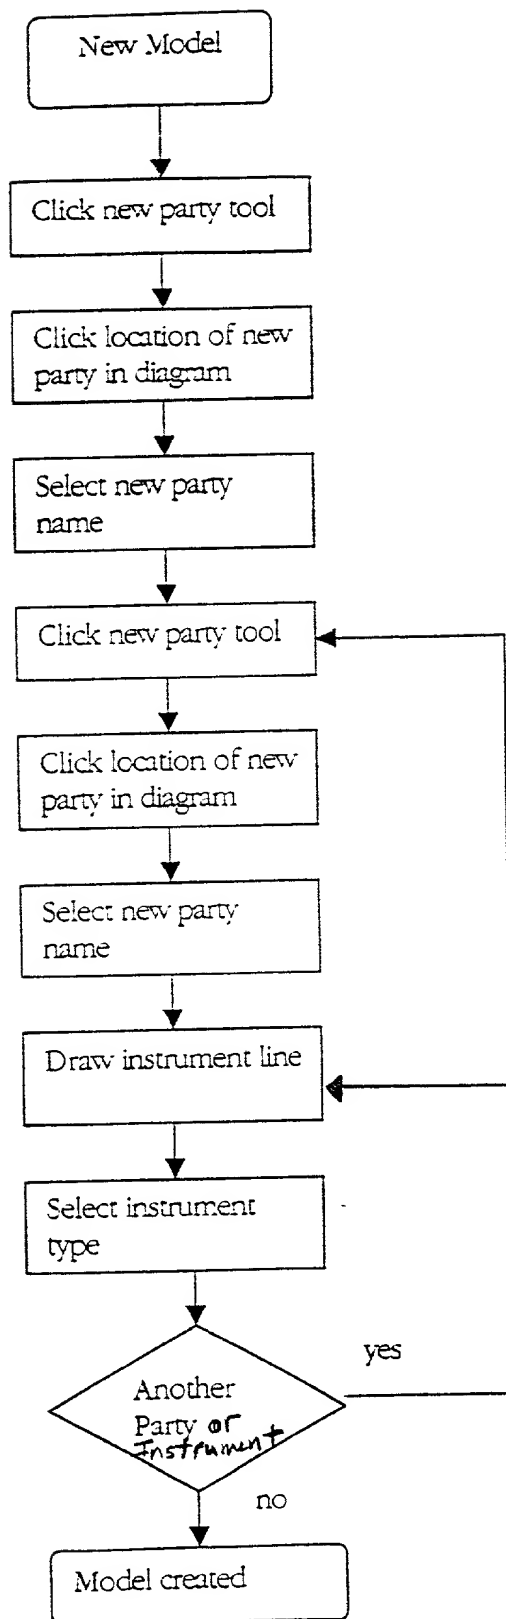 New Model
Click new party tool
Click location of new
party in diagram
Select new party
name
Click new party tool
Click location of new
party in diagram
Select new party
name
Draw instrument line
Select instrument
type
yes
Another
Party or
Instrument
no
Model created